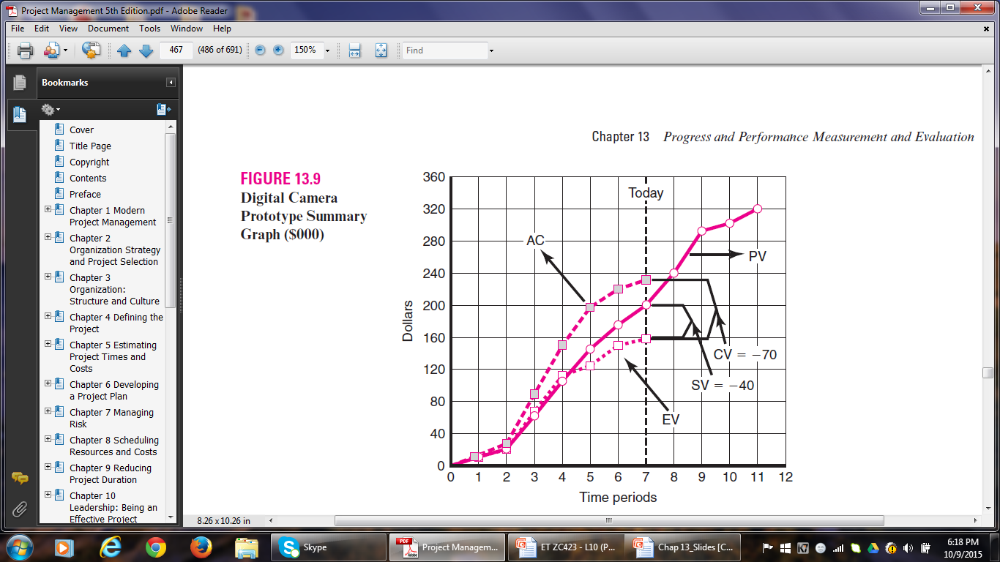 Project Management 5th Edition.pdf - Adobe Reader
File Edit View Document Tools Window Help
467 (486 of 691) 150% Find
Bookmarks
Cover
Title Page
Copyright
Contents
Preface
Chapter 1 Modern
Project Management
Chapter 2
Organization Strategy
and Project Selection
Chapter 3
Organization:
Structure and Culture
Chapter 4 Defining the
Project
Chapter 5 Estimating
Project Times and
Costs
Chapter 6 Developing
a Project Plan
Chapter 7 Managing
Risk
Chapter 8 Scheduling
Resources and Costs
Chapter 9 Reducing
Project Duration
Chapter 10
Leadership: Being an
Effective Project
Chapter 13 Progress and Performance Measurement and Evaluation
FIGURE 13.9
Digital Camera
Prototype Summary
Graph ($000)
360
320
280
240
200
160
120
80
40
0
Dollars
Today
AC
PV
CV = −70
SV = −40
EV
0 1 2 3 4 5 6 7 8 9 10 11 12
Time periods
8.26 x 10.26 in
Skype
PDF
Adobe
Project Managem...
ET ZC423 - L10 (P...
Chap 13_Slides [C...
6:18 PM
10/9/2015